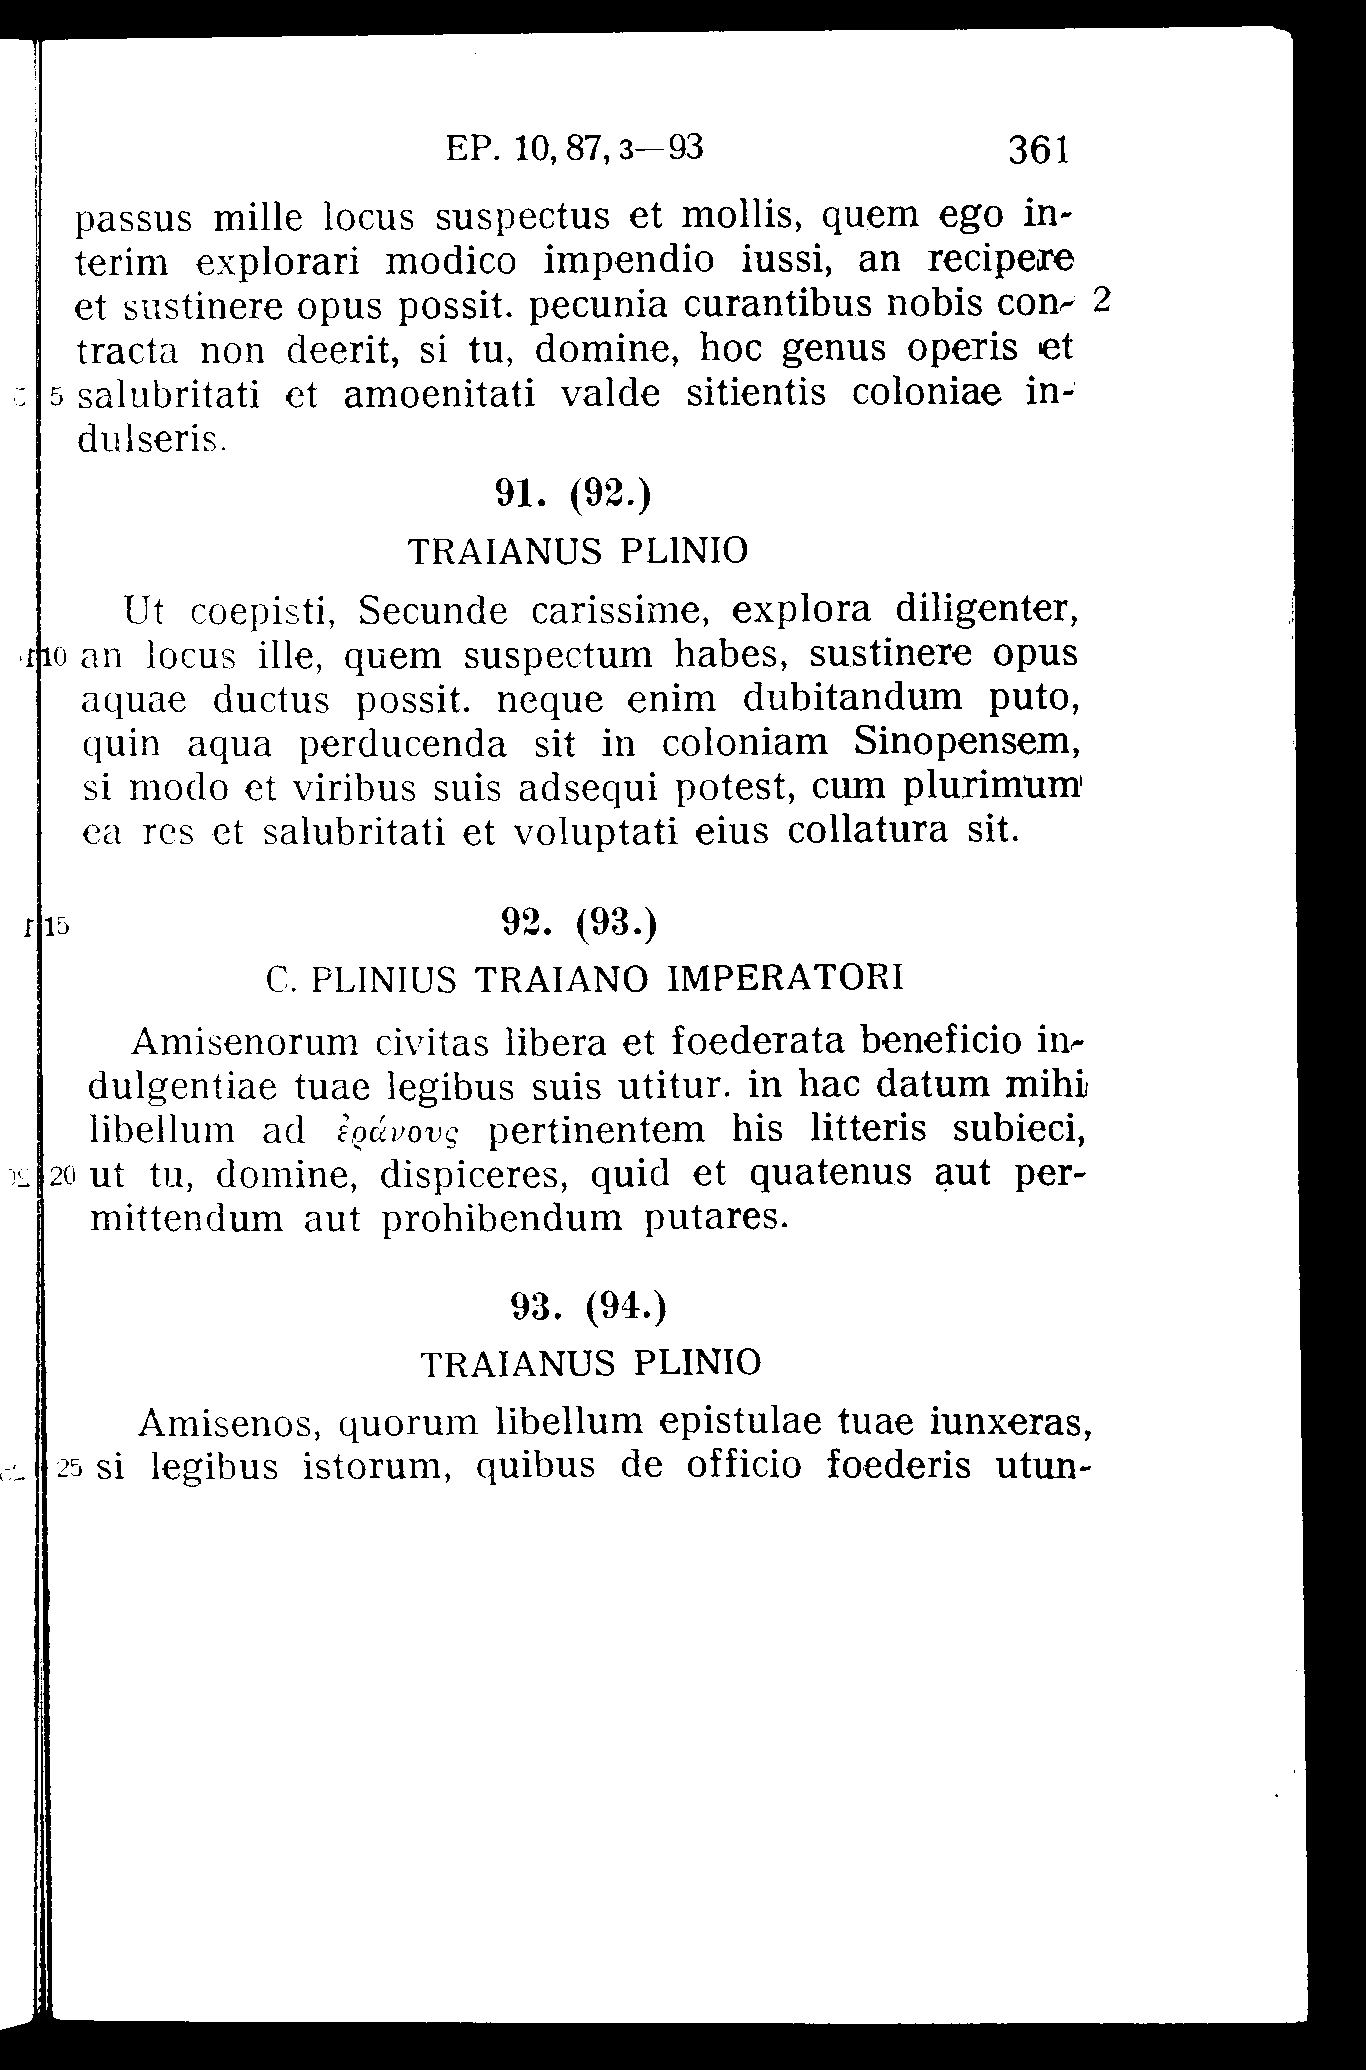 EP. 10, 87, 3—93 361
passus mille locus suspectus et mollis, quem ego in-
terim explorari modico impendio iussi, an recipere
et sustinere opus possit. pecunia curantibus nobis con- 2
tracta non deerit, si tu, domine, hoc genus operis et
5 salubritati et amoenitati valde sitientis coloniae in-
dulseris.
91. (92.)
TRAIANUS PLINIO
Ut coepisti, Secunde carissime, explora diligenter,
10 an locus ille, quem suspectum habes, sustinere opus
aquae ductus possit. neque enim dubitandum puto,
quin aqua perducenda sit in coloniam Sinopensem,
si modo et viribus suis adsequi potest, cum plurimum
ea res et salubritati et voluptati eius collatura sit.
15 92. (93.)
C. PLINIUS TRAIANO IMPERATORI
Amisenorum civitas libera et foederata beneficio in-
dulgentiae tuae legibus suis utitur. in hac datum mihi
libellum ad ἐράνους pertinentem his litteris subieci,
20 ut tu, domine, dispiceres, quid et quatenus aut per-
mittendum aut prohibendum putares.
93. (94.)
TRAIANUS PLINIO
Amisenos, quorum libellum epistulae tuae iunxeras,
25 si legibus istorum, quibus de officio foederis utun-